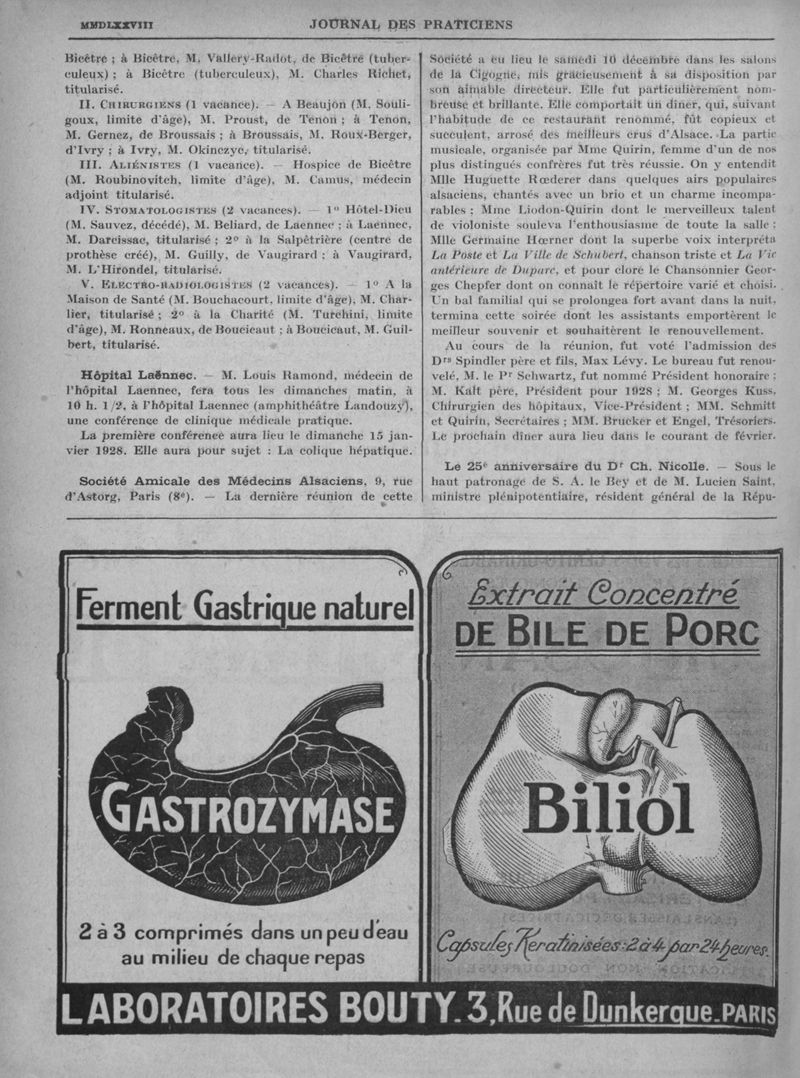 MMDLXXVIII
JOURNAL DES PRATICIENS
Bicêtre ; à Bicêtre, M. Vallery-Radot, de Bicêtre (tuber-
culeux) ; à Bicêtre (tuberculeux), M. Charles Richet,
titularisé.
II. CHIRURGIENS (1 vacance). — A Beaujon (M. Souli-
goux, limite d'âge), M. Proust, de Tenon ; à Tenon,
M. Gernez, de Broussais ; à Broussais, M. Roux-Berger,
d'Ivry ; à Ivry, M. Okinczyc, titularisé.
III. ALIÉNISTES (1 vacance). — Hospice de Bicêtre
(M. Roubinovitch, limite d'âge), M. Camus, médecin
adjoint titularisé.
IV. STOMATOLOGISTES (2 vacances). — 1º Hôtel-Dieu
(M. Sauvez, décédé), M. Beliard, de Laennec ; à Laennec,
M. Darcissac, titularisé ; 2º à la Salpêtrière (centre de
prothèse créé), M. Guilly, de Vaugirard ; à Vaugirard,
M. L'Hirondel, titularisé.
V. ELECTRO-RADIOLOGISTES (2 vacances). — 1º A la
Maison de Santé (M. Bouchacourt, limite d'âge), M. Char-
lier, titularisé ; 2º à la Charité (M. Turchini, limite
d'âge), M. Ronneaux, de Boucicaut ; à Boucicaut, M. Guil-
bert, titularisé.
Hôpital Laënnec. — M. Louis Ramond, médecin de
l'hôpital Laennec, fera tous les dimanches matin, à
10 h. 1/2, à l'hôpital Laennec (amphithéâtre Landouzy),
une conférence de clinique médicale pratique.
La première conférence aura lieu le dimanche 15 jan-
vier 1928. Elle aura pour sujet : La colique hépatique.
Société Amicale des Médecins Alsaciens, 9, rue
d'Astorg, Paris (8e). — La dernière réunion de cette
Société a eu lieu le samedi 10 décembre dans les salons
de la Cigogne, mis gracieusement à sa disposition par
son aimable directeur. Elle fut particulièrement nom-
breuse et brillante. Elle comportait un dîner, qui, suivant
l'habitude de ce restaurant renommé, fût copieux et
succulent, arrosé des meilleurs crus d'Alsace. La partie
musicale, organisée par Mme Quirin, femme d'un de nos
plus distingués confrères fut très réussie. On y entendit
Mlle Huguette Rœderer dans quelques airs populaires
alsaciens, chantés avec un brio et un charme incompa-
rables ; Mme Liodon-Quirin dont le merveilleux talent
de violoniste souleva l'enthousiasme de toute la salle ;
Mlle Germaine Hœrner dont la superbe voix interpréta
La Poste et La Ville de Schubert, chanson triste et La Vie
antérieure de Duparc, et pour clore le Chansonnier Geor-
ges Chepfer dont on connaît le répertoire varié et choisi.
Un bal familial qui se prolongea fort avant dans la nuit,
termina cette soirée dont les assistants emportèrent le
meilleur souvenir et souhaitèrent le renouvellement.
Au cours de la réunion, fut voté l'admission des
Drs Spindler père et fils, Max Lévy. Le bureau fut renou-
velé, M. le Pr Schwartz, fut nommé Président honoraire ;
M. Kalt père, Président pour 1928 ; M. Georges Kuss,
Chirurgien des hôpitaux, Vice-Président ; MM. Schmitt
et Quirin, Secrétaires ; MM. Brucker et Engel, Trésoriers.
Le prochain dîner aura lieu dans le courant de février.
Le 25e anniversaire du Dr Ch. Nicolle. — Sous le
haut patronage de S. A. le Bey et de M. Lucien Saint,
ministre plénipotentiaire, résident général de la Répu-
Ferment Gastrique naturel
GASTROZYMASE
2 à 3 comprimés dans un peu d'eau
au milieu de chaque repas
Extrait Concentré
DE BILE DE PORC
Biliol
Capsules Kératinisées: 2 à 4 par 24 heures.
LABORATOIRES BOUTY. 3, Rue de Dunkerque. PARIS